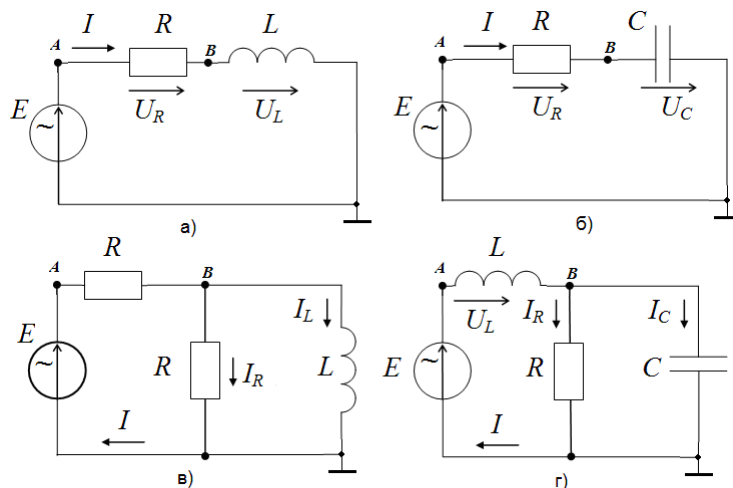 A I R B L
E ~ U_R U_L
а)
A I R B C
E ~ U_R U_C
б)
A R B
E ~ R I_R I_L L
I
в)
A L B
U_L I_R I_C
E ~ R C
I
г)